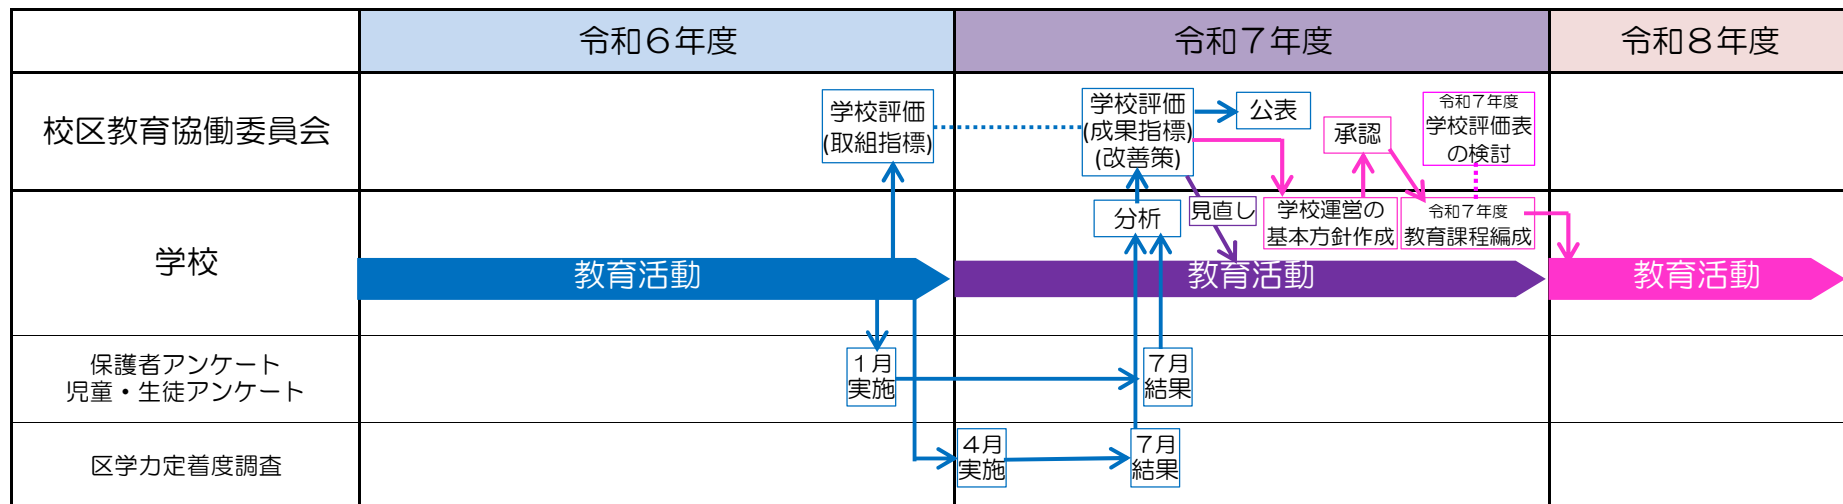 令和６年度
令和７年度
令和８年度
校区教育協働委員会
学校評価
(取組指標)
学校評価
(成果指標)
(改善策)
公表
承認
令和７年度
学校評価表
の検討
学校
分析
見直し
学校運営の
基本方針作成
令和７年度
教育課程編成
教育活動
教育活動
教育活動
保護者アンケート
児童・生徒アンケート
１月
実施
７月
結果
区学力定着度調査
４月
実施
７月
結果